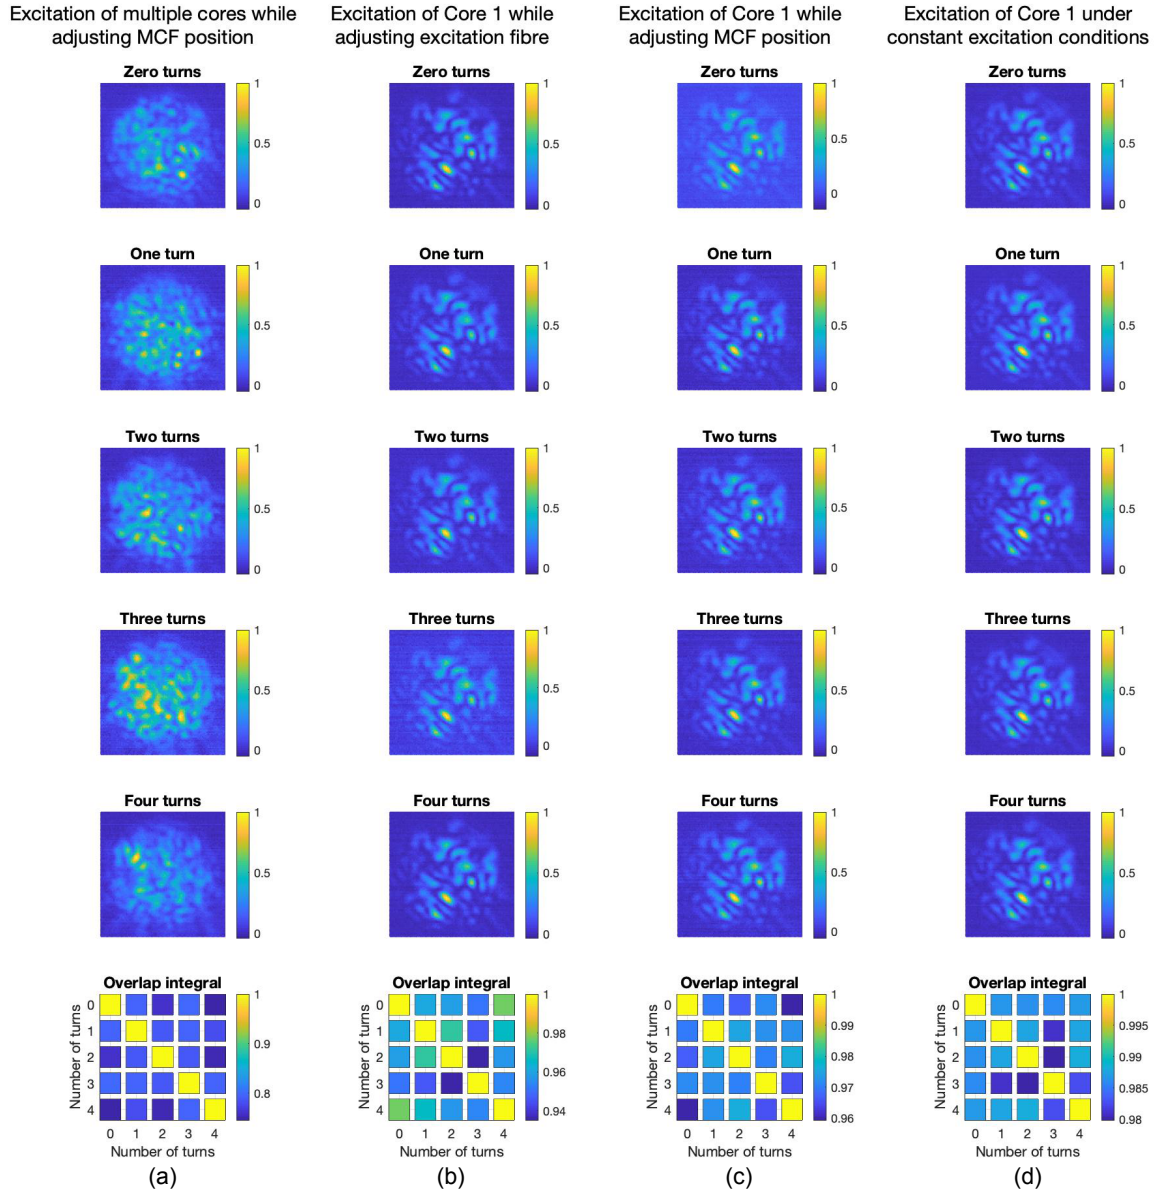 Excitation of multiple cores while
adjusting MCF position
Excitation of Core 1 while
adjusting excitation fibre
Excitation of Core 1 while
adjusting MCF position
Excitation of Core 1 under
constant excitation conditions
Zero turns
1
0.5
0
Zero turns
1
0.5
0
Zero turns
1
0.5
0
Zero turns
1
0.5
0
One turn
1
0.5
0
One turn
1
0.5
0
One turn
1
0.5
0
One turn
1
0.5
0
Two turns
1
0.5
0
Two turns
1
0.5
0
Two turns
1
0.5
0
Two turns
1
0.5
0
Three turns
1
0.5
0
Three turns
1
0.5
0
Three turns
1
0.5
0
Three turns
1
0.5
0
Four turns
1
0.5
0
Four turns
1
0.5
0
Four turns
1
0.5
0
Four turns
1
0.5
0
Overlap integral
Number of turns
0
1
2
3
4
0 1 2 3 4
Number of turns
1
0.9
0.8
(a)
Overlap integral
Number of turns
0
1
2
3
4
0 1 2 3 4
Number of turns
1
0.98
0.96
0.94
(b)
Overlap integral
Number of turns
0
1
2
3
4
0 1 2 3 4
Number of turns
1
0.99
0.98
0.97
0.96
(c)
Overlap integral
Number of turns
0
1
2
3
4
0 1 2 3 4
Number of turns
1
0.995
0.99
0.985
0.98
(d)